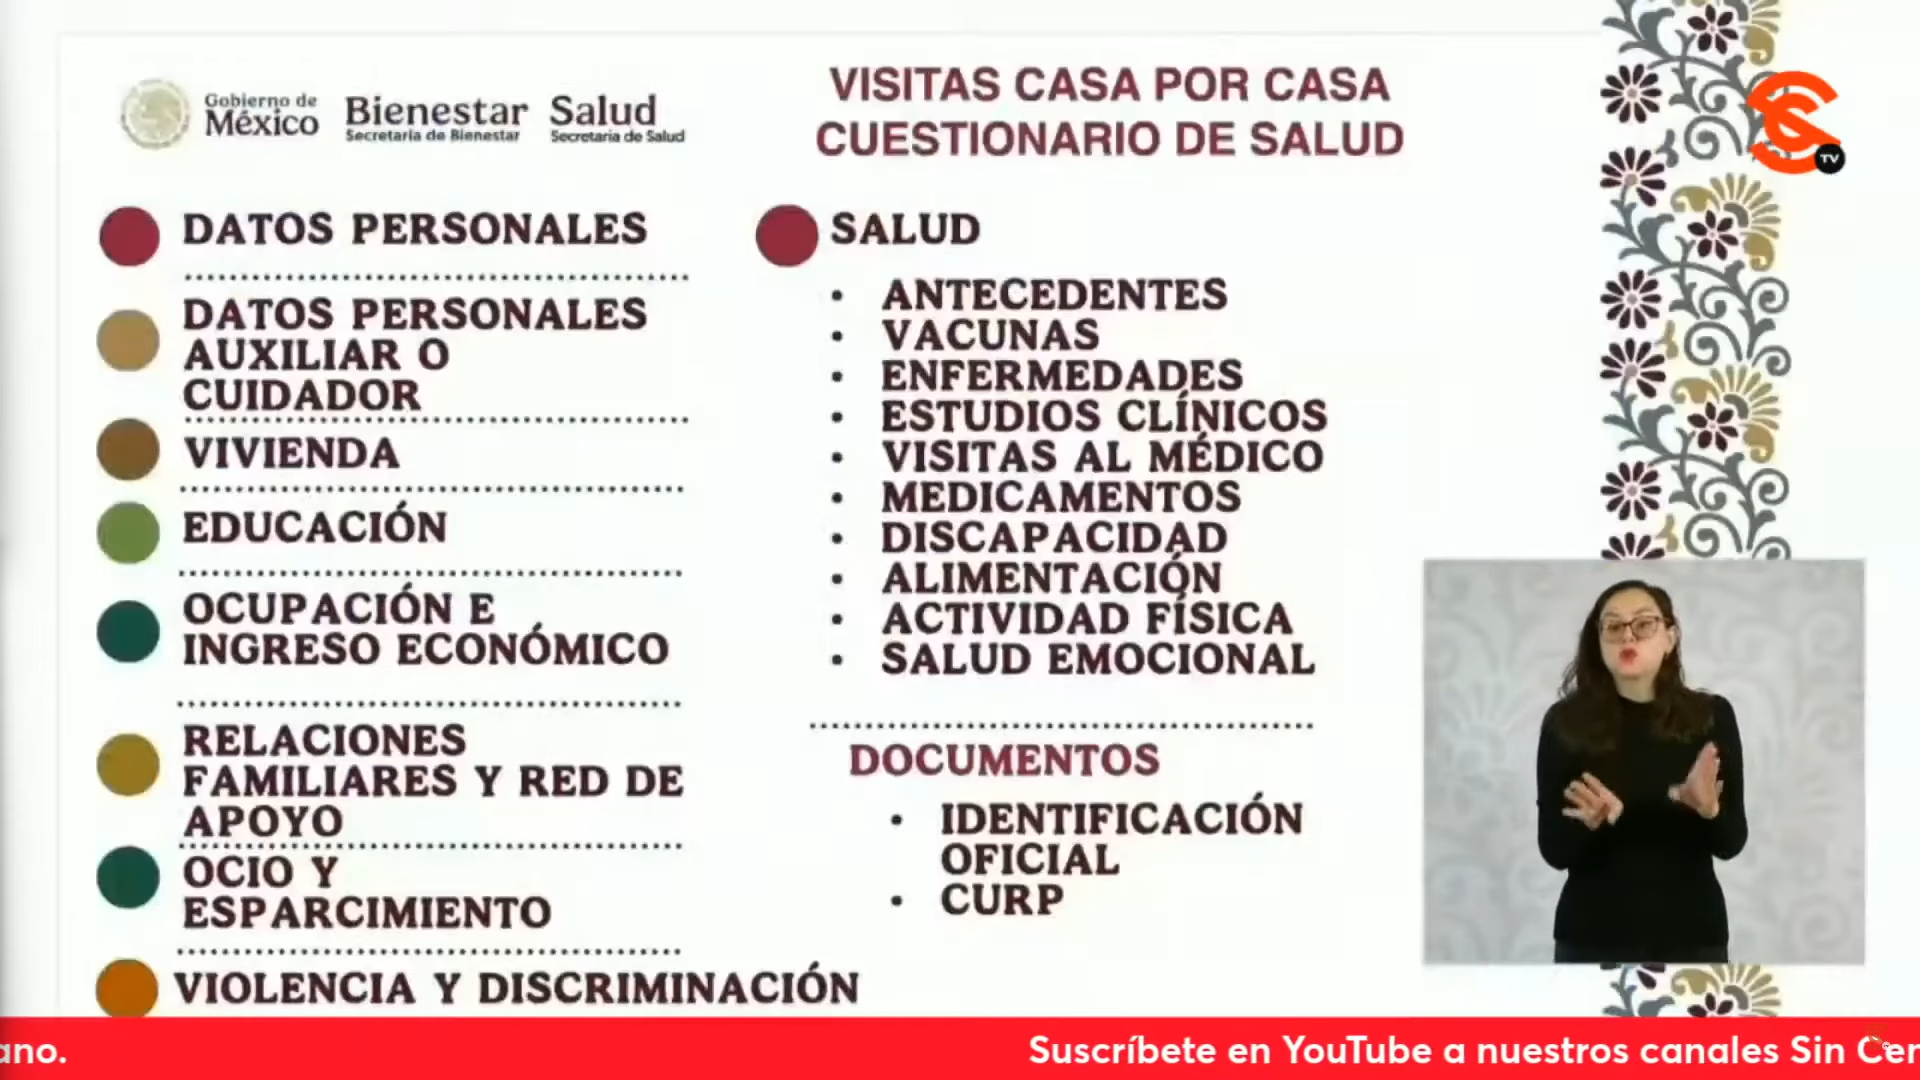 Gobierno de
México
Bienestar
Secretaría de Bienestar
Salud
Secretaría de Salud
VISITAS CASA POR CASA
CUESTIONARIO DE SALUD
TV
DATOS PERSONALES
DATOS PERSONALES
AUXILIAR O
CUIDADOR
VIVIENDA
EDUCACIÓN
OCUPACIÓN E
INGRESO ECONÓMICO
RELACIONES
FAMILIARES Y RED DE
APOYO
OCIO Y
ESPARCIMIENTO
VIOLENCIA Y DISCRIMINACIÓN
SALUD
• ANTECEDENTES
• VACUNAS
• ENFERMEDADES
• ESTUDIOS CLÍNICOS
• VISITAS AL MÉDICO
• MEDICAMENTOS
• DISCAPACIDAD
• ALIMENTACIÓN
• ACTIVIDAD FÍSICA
• SALUD EMOCIONAL
DOCUMENTOS
• IDENTIFICACIÓN
OFICIAL
• CURP
ano.
Suscríbete en YouTube a nuestros canales Sin Cen